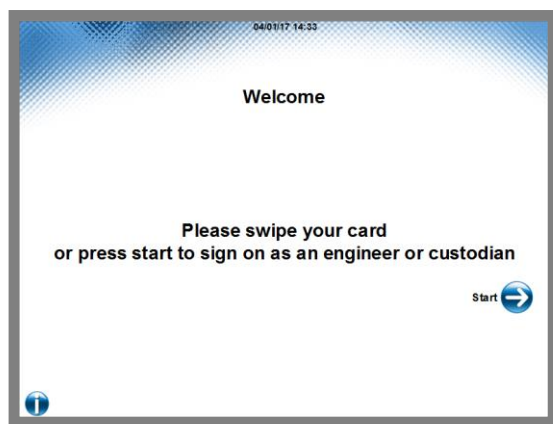 04/01/17 14:33
Welcome
Please swipe your card
or press start to sign on as an engineer or custodian
Start